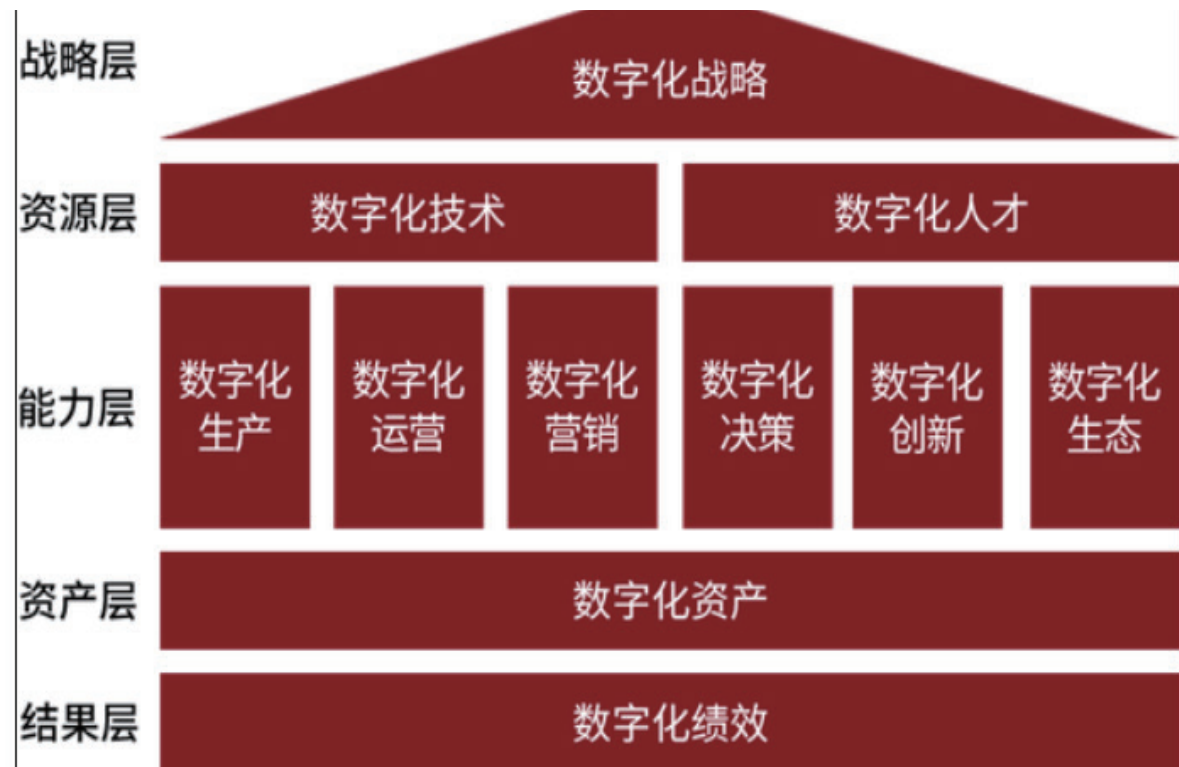 战略层
数字化战略
资源层
数字化技术
数字化人才
能力层
数字化
生产
数字化
运营
数字化
营销
数字化
决策
数字化
创新
数字化
生态
资产层
数字化资产
结果层
数字化绩效